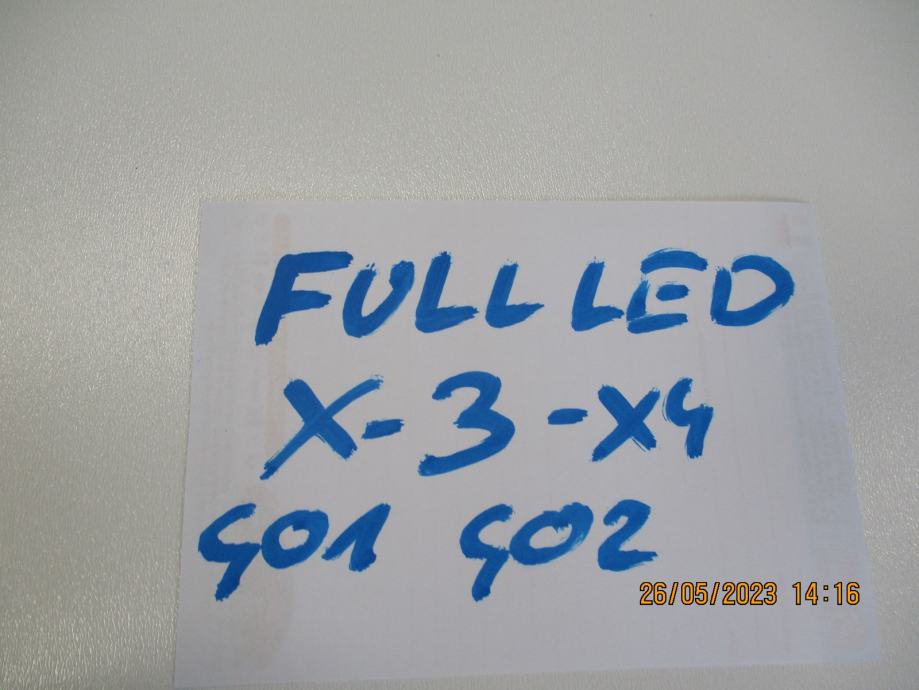 FULL LED
X-3-X4
G01 G02
26/05/2023 14:16